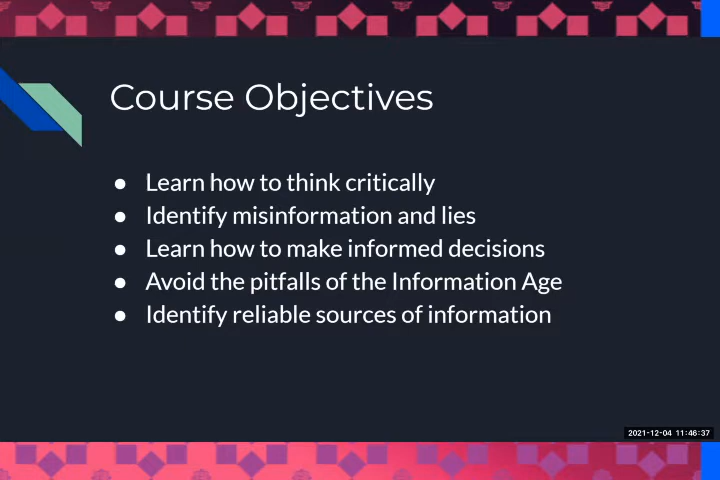 Course Objectives
● Learn how to think critically
● Identify misinformation and lies
● Learn how to make informed decisions
● Avoid the pitfalls of the Information Age
● Identify reliable sources of information
2021-12-04 11:46:37